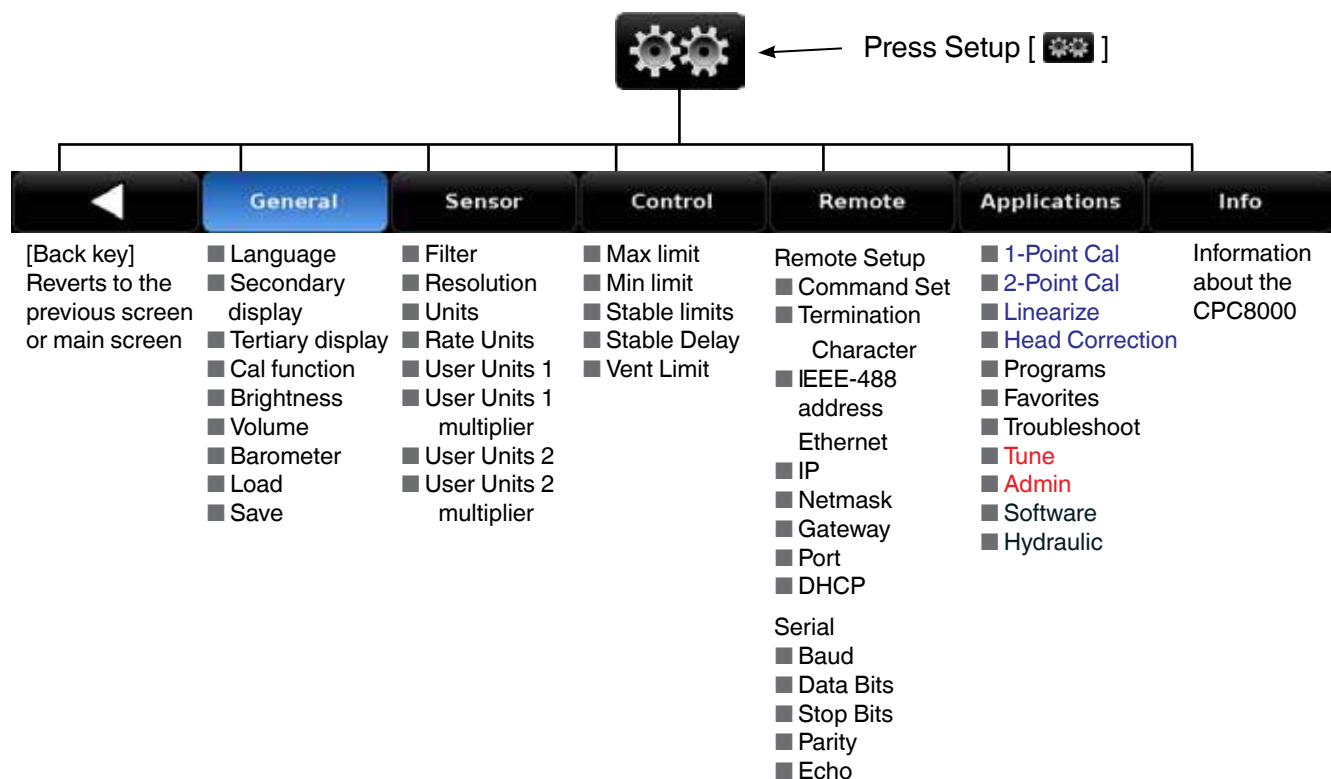 Press Setup [ ]
General
Sensor
Control
Remote
Applications
Info
[Back key]
Reverts to the
previous screen
or main screen
■ Language
■ Secondary
display
■ Tertiary display
■ Cal function
■ Brightness
■ Volume
■ Barometer
■ Load
■ Save
■ Filter
■ Resolution
■ Units
■ Rate Units
■ User Units 1
■ User Units 1
multiplier
■ User Units 2
■ User Units 2
multiplier
■ Max limit
■ Min limit
■ Stable limits
■ Stable Delay
■ Vent Limit
Remote Setup
■ Command Set
■ Termination
Character
■ IEEE-488
address
Ethernet
■ IP
■ Netmask
■ Gateway
■ Port
■ DHCP
Serial
■ Baud
■ Data Bits
■ Stop Bits
■ Parity
■ Echo
■ 1-Point Cal
■ 2-Point Cal
■ Linearize
■ Head Correction
■ Programs
■ Favorites
■ Troubleshoot
■ Tune
■ Admin
■ Software
■ Hydraulic
Information
about the
CPC8000